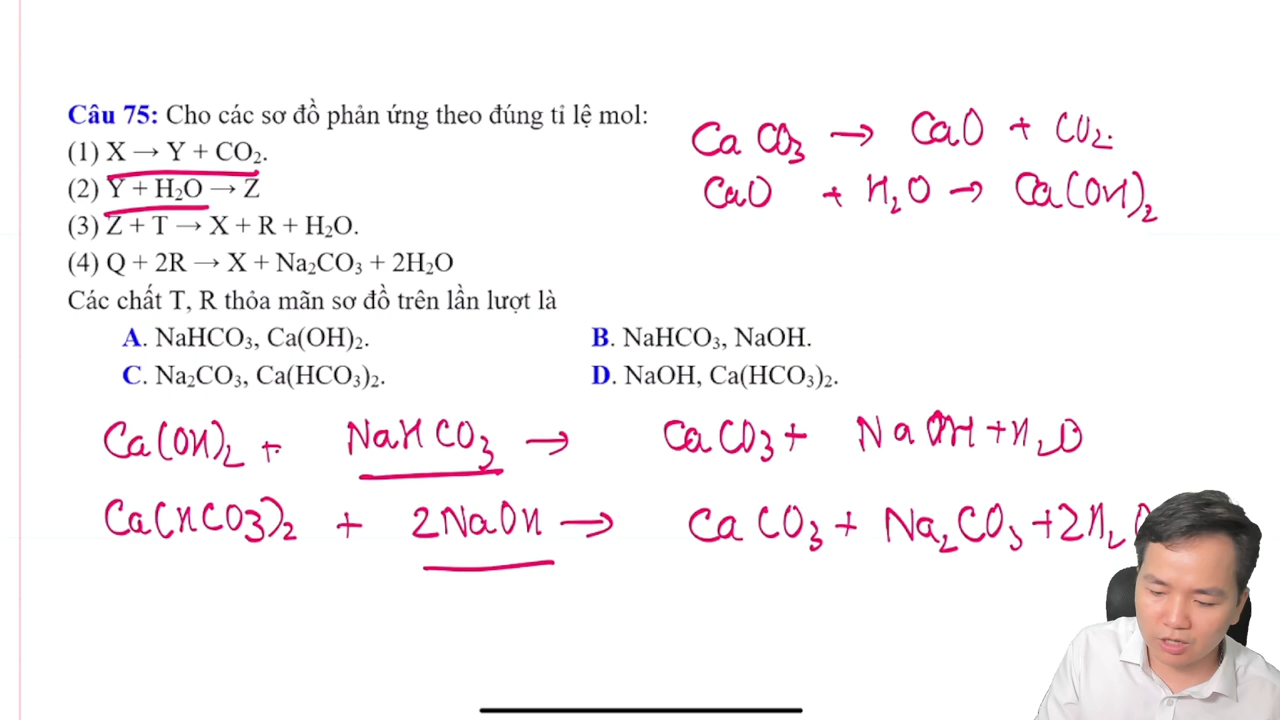 Câu 75: Cho các sơ đồ phản ứng theo đúng tỉ lệ mol:
(1) X → Y + CO₂.
(2) Y + H₂O → Z
(3) Z + T → X + R + H₂O.
(4) Q + 2R → X + Na₂CO₃ + 2H₂O
Các chất T, R thỏa mãn sơ đồ trên lần lượt là
A. NaHCO₃, Ca(OH)₂. B. NaHCO₃, NaOH.
C. Na₂CO₃, Ca(HCO₃)₂. D. NaOH, Ca(HCO₃)₂.
CaCO₃ → CaO + CO₂.
CaO + H₂O → Ca(OH)₂
Ca(OH)₂ + NaHCO₃ → CaCO₃ + NaOH + H₂O
Ca(HCO₃)₂ + 2NaOH → CaCO₃ + Na₂CO₃ + 2H₂O